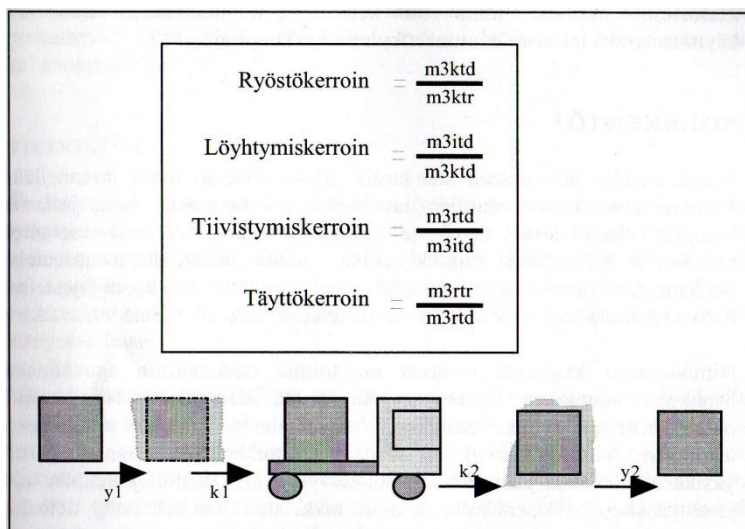 Ryöstökerroin = m3ktd
m3ktr
Löyhtymiskerroin = m3itd
m3ktd
Tiivistymiskerroin = m3rtd
m3itd
Täyttökerroin = m3rtr
m3rtd
y1 k1 k2 y2